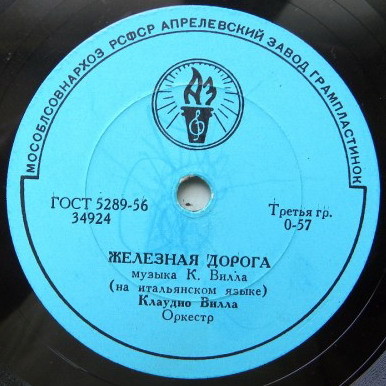 МОСОБЛСОВНАРХОЗ РСФСР АПРЕЛЕВСКИЙ ЗАВОД ГРАМПЛАСТИНОК
АЗ
ГОСТ 5289-56
34924
Третья гр.
0-57
ЖЕЛЕЗНАЯ ДОРОГА
музыка К. Вилла
(на итальянском языке)
Клаудио Вилла
Оркестр